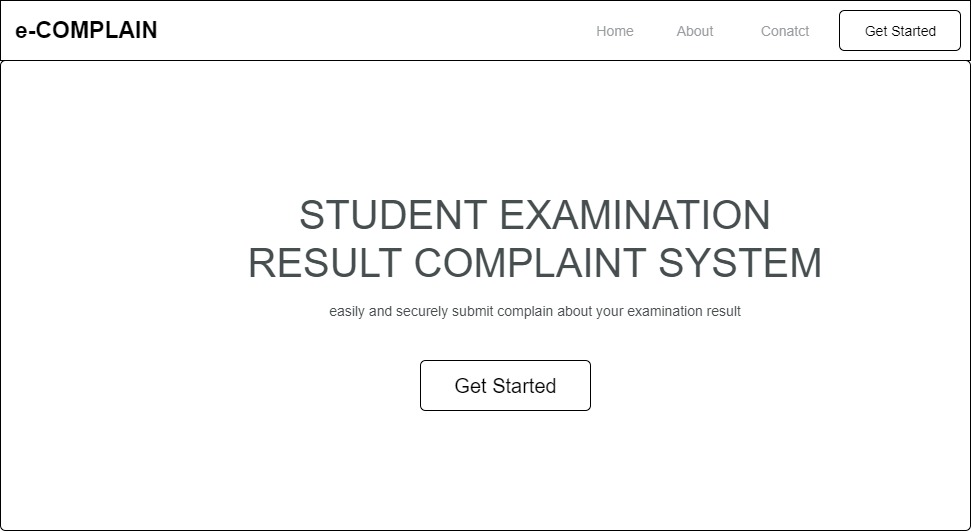 e-COMPLAIN
Home About Conatct Get Started
STUDENT EXAMINATION
RESULT COMPLAINT SYSTEM
easily and securely submit complain about your examination result
Get Started